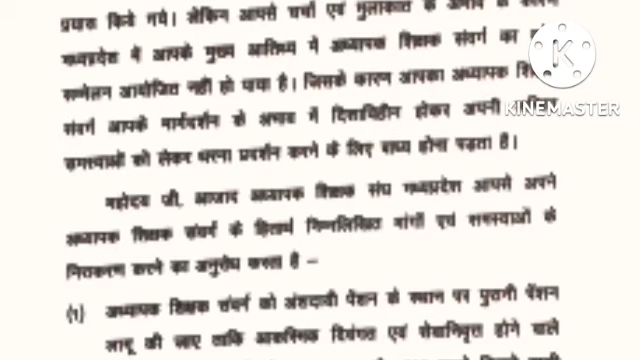 प्रयास किये गये। लेकिन आपसे चर्चा एवं मुलाकात के अभाव के कारण
मध्यप्रदेश में आपके मुख्य आतिथ्य में अध्यापक शिक्षक संवर्ग का
सम्मेलन आयोजित नहीं हो पाया है। जिसके कारण आपका अध्यापक
संवर्ग आपके मार्गदर्शन के अभाव में दिशाविहीन होकर अपनी
समस्याओं को लेकर धरना प्रदर्शन करने के लिए बाध्य होना पड़ता है।
महोदय जी, आजाद अध्यापक शिक्षक संघ मध्यप्रदेश आपसे अपने
अध्यापक शिक्षक संवर्ग के हितार्थ निम्नलिखित मांगों एवं समस्याओं के
निराकरण करने का अनुरोध करता है –
(1) अध्यापक शिक्षक संवर्ग को अंशदायी पेंशन के स्थान पर पुरानी पेंशन
लागू की जाए ताकि आकस्मिक दिवंगत एवं सेवानिवृत्त होने वाले
KINEMASTER